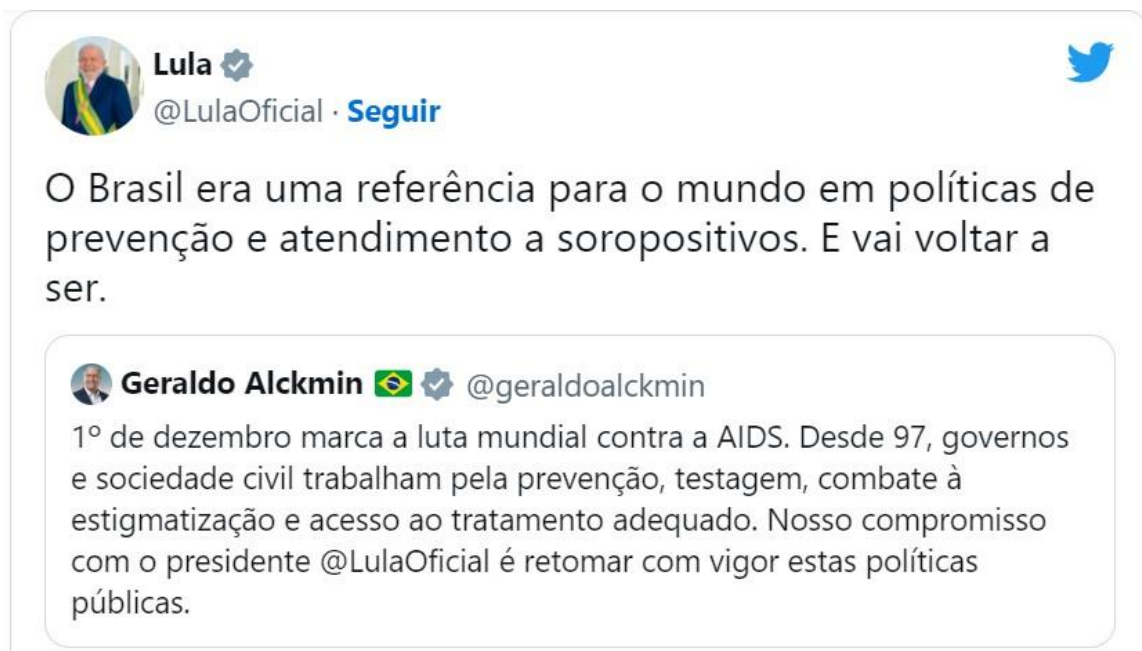 Lula
@LulaOficial · Seguir
O Brasil era uma referência para o mundo em políticas de
prevenção e atendimento a soropositivos. E vai voltar a
ser.
Geraldo Alckmin 🇧🇷 @geraldoalckmin
1º de dezembro marca a luta mundial contra a AIDS. Desde 97, governos
e sociedade civil trabalham pela prevenção, testagem, combate à
estigmatização e acesso ao tratamento adequado. Nosso compromisso
com o presidente @LulaOficial é retomar com vigor estas políticas
públicas.